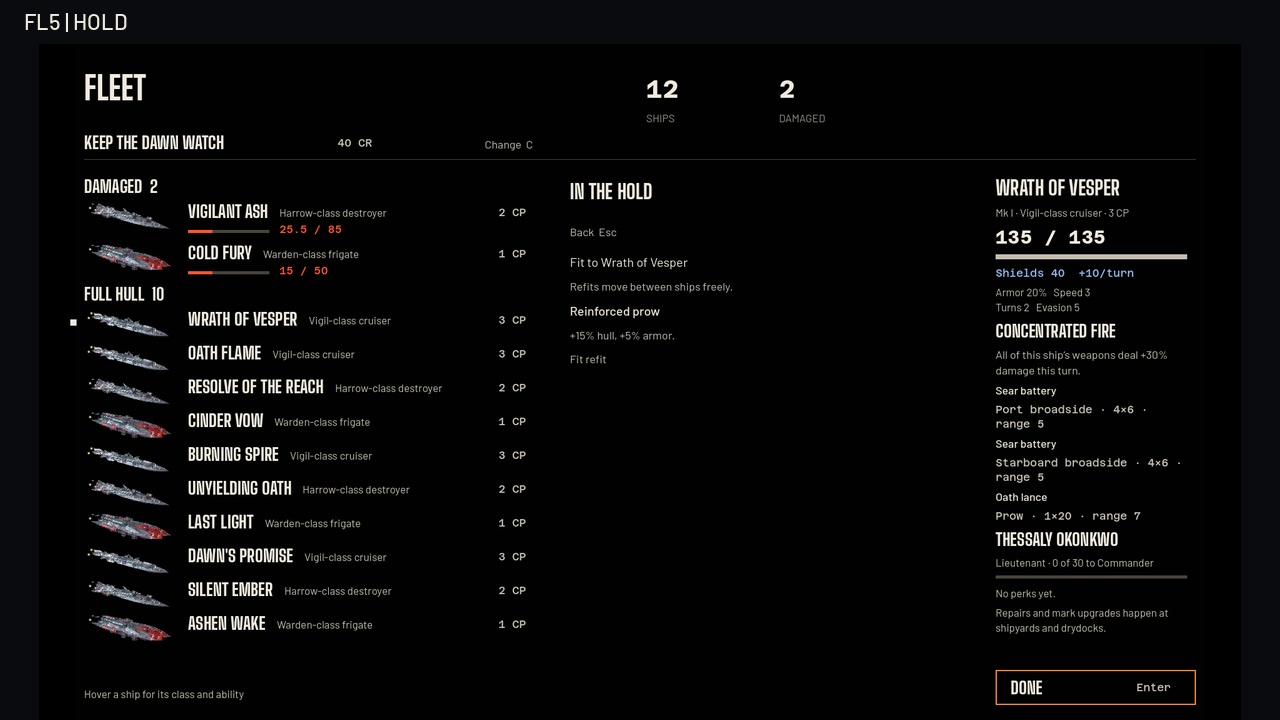 FL5|HOLD
FLEET
12
SHIPS
2
DAMAGED
KEEP THE DAWN WATCH
40 CR
Change C
DAMAGED 2
VIGILANT ASH Harrow-class destroyer 2 CP
25.5 / 85
COLD FURY Warden-class frigate 1 CP
15 / 50
FULL HULL 10
WRATH OF VESPER Vigil-class cruiser 3 CP
OATH FLAME Vigil-class cruiser 3 CP
RESOLVE OF THE REACH Harrow-class destroyer 2 CP
CINDER VOW Warden-class frigate 1 CP
BURNING SPIRE Vigil-class cruiser 3 CP
UNYIELDING OATH Harrow-class destroyer 2 CP
LAST LIGHT Warden-class frigate 1 CP
DAWN'S PROMISE Vigil-class cruiser 3 CP
SILENT EMBER Harrow-class destroyer 2 CP
ASHEN WAKE Warden-class frigate 1 CP
Hover a ship for its class and ability
IN THE HOLD
Back Esc
Fit to Wrath of Vesper
Refits move between ships freely.
Reinforced prow
+15% hull, +5% armor.
Fit refit
WRATH OF VESPER
Mk I · Vigil-class cruiser · 3 CP
135 / 135
Shields 40 +10/turn
Armor 20% Speed 3
Turns 2 Evasion 5
CONCENTRATED FIRE
All of this ship's weapons deal +30%
damage this turn.
Sear battery
Port broadside · 4×6 ·
range 5
Sear battery
Starboard broadside · 4×6 ·
range 5
Oath lance
Prow · 1×20 · range 7
THESSALY OKONKWO
Lieutenant · 0 of 30 to Commander
No perks yet.
Repairs and mark upgrades happen at
shipyards and drydocks.
DONE Enter